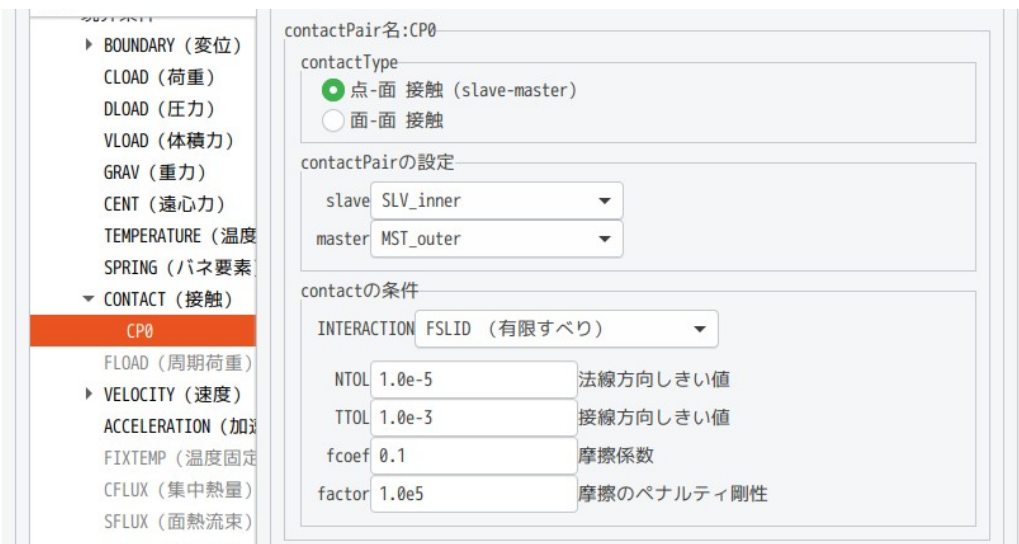 BOUNDARY (変位)
CLOAD (荷重)
DLOAD (圧力)
VLOAD (体積力)
GRAV (重力)
CENT (遠心力)
TEMPERATURE (温度
SPRING (バネ要素
CONTACT (接触)
CP0
FLOAD (周期荷重)
VELOCITY (速度)
ACCELERATION (加速
FIXTEMP (温度固定
CFLUX (集中熱量)
SFLUX (面熱流束)
contactPair名:CP0
contactType
点-面 接触 (slave-master)
面-面 接触
contactPairの設定
slave SLV_inner
master MST_outer
contactの条件
INTERACTION FSLID (有限すべり)
NTOL 1.0e-5 法線方向しきい値
TTOL 1.0e-3 接線方向しきい値
fcoef 0.1 摩擦係数
factor 1.0e5 摩擦のペナルティ剛性